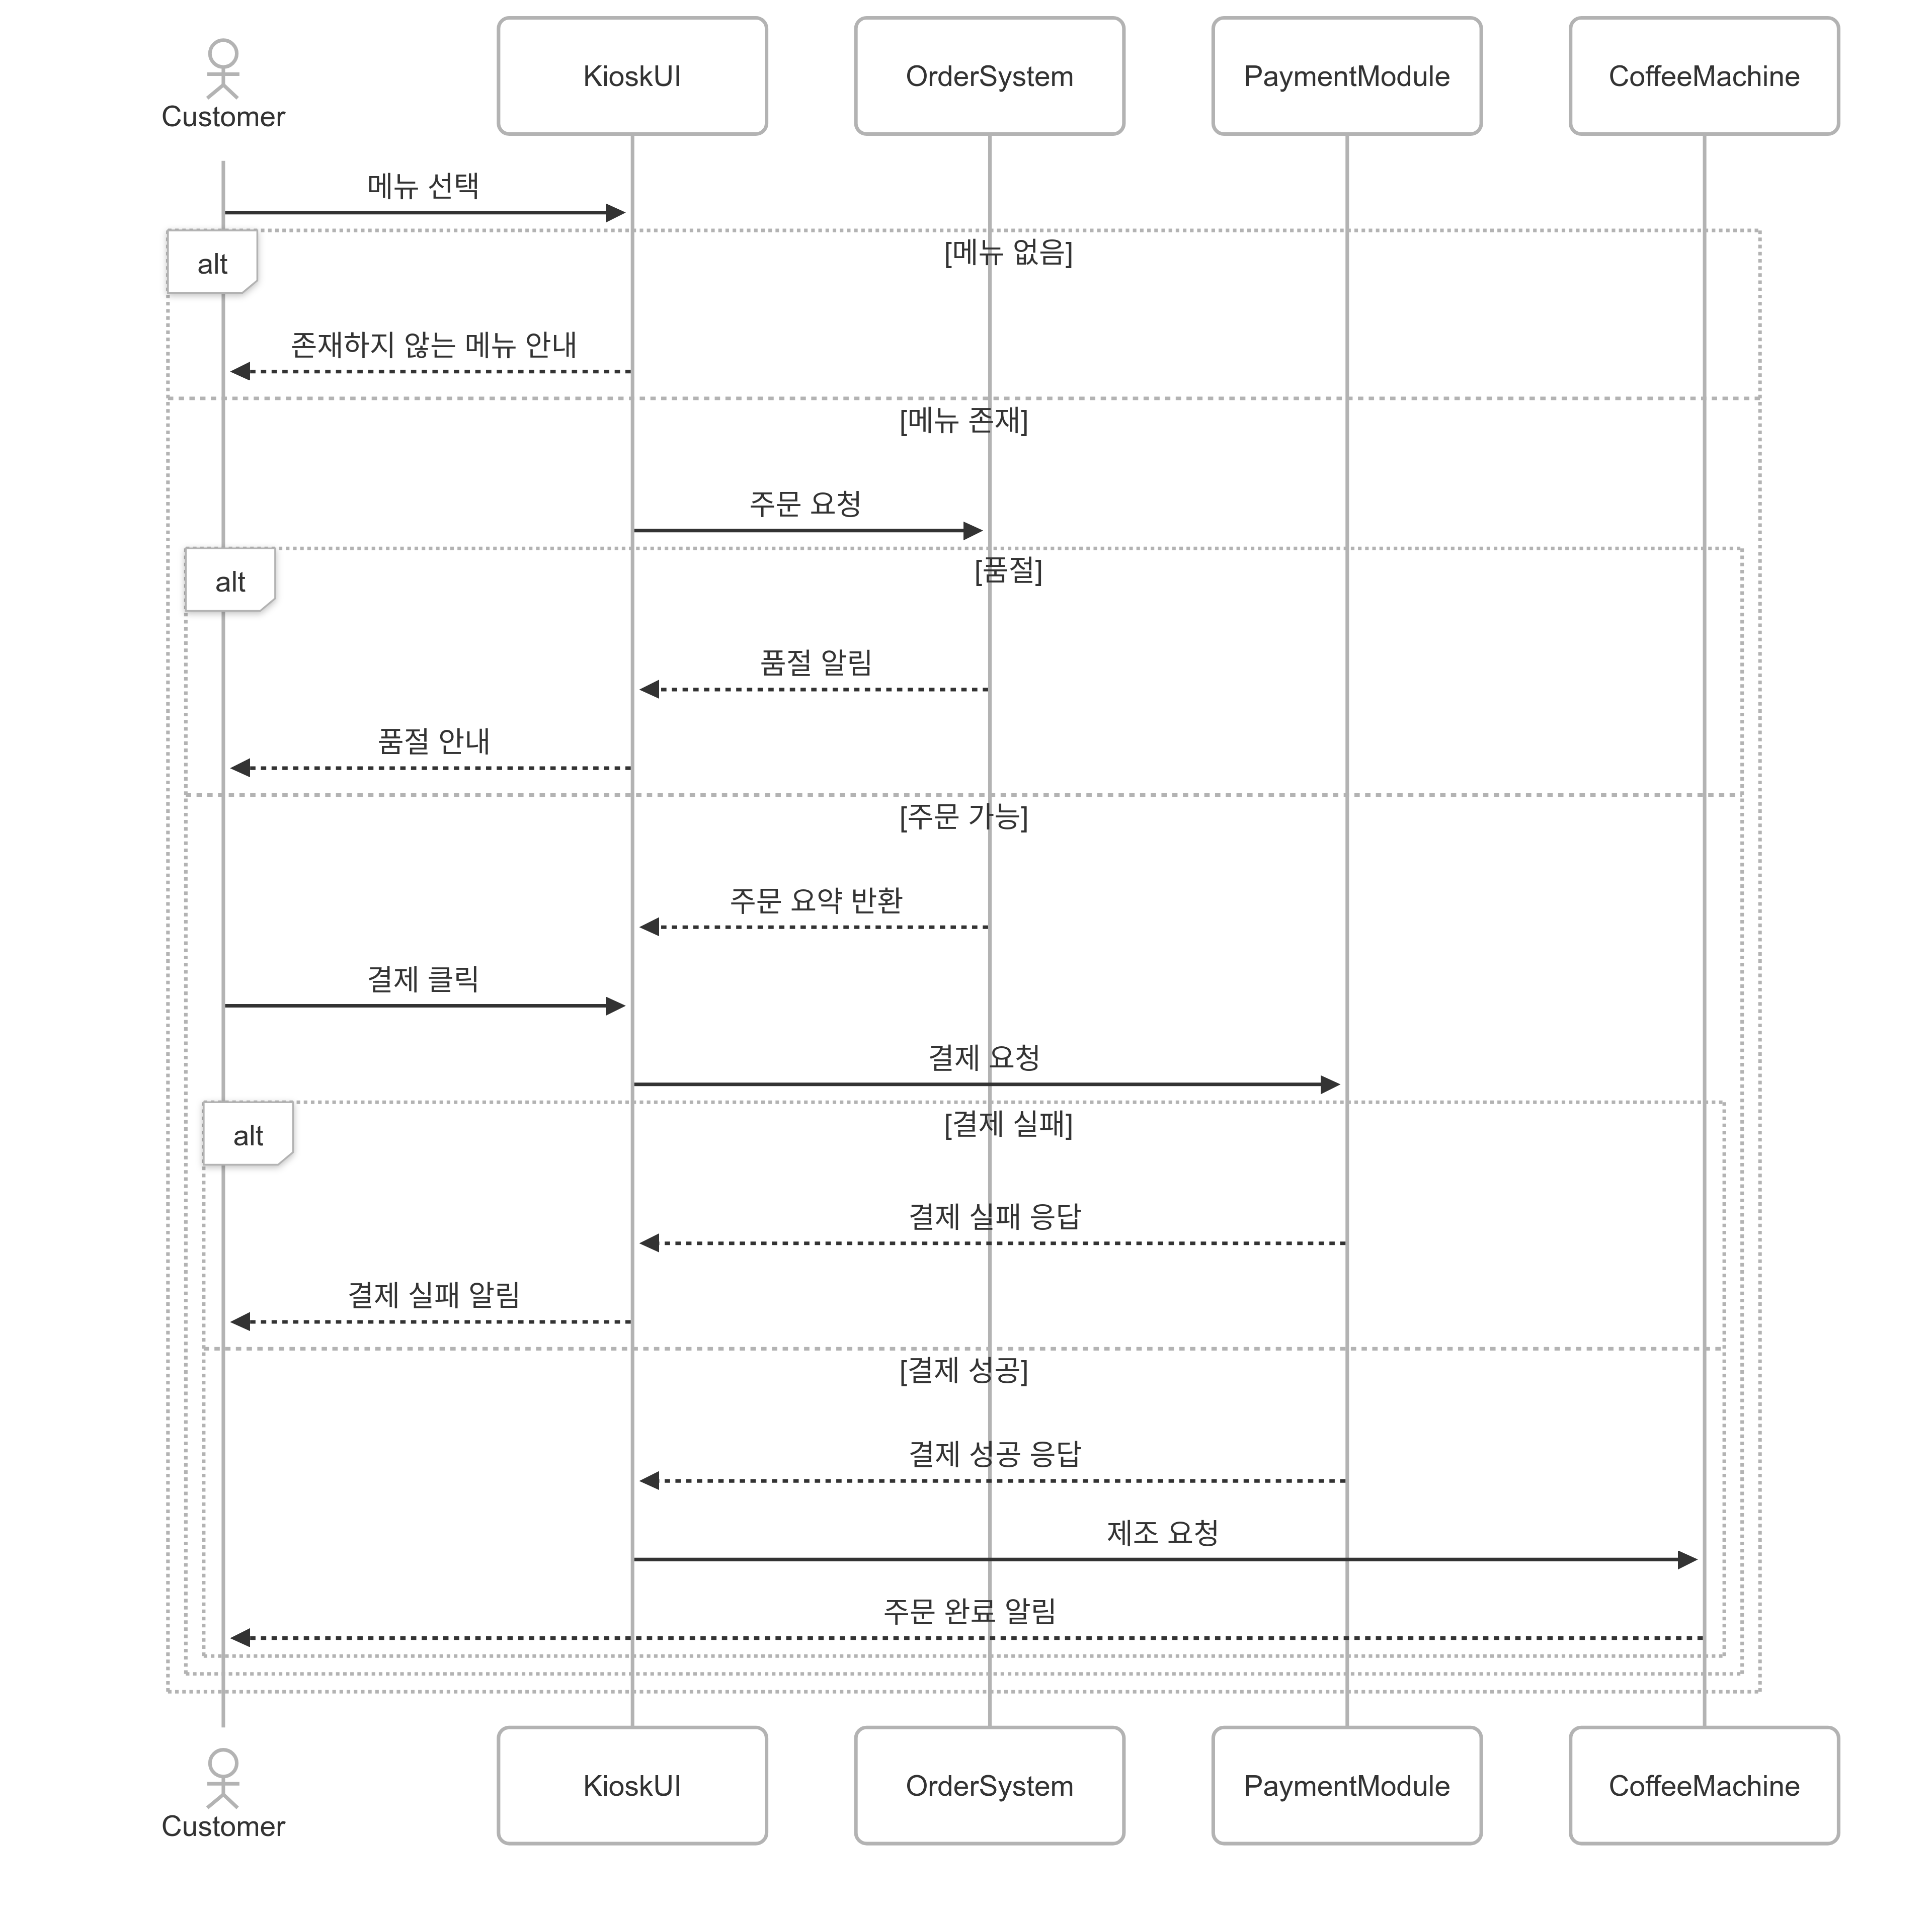 Customer
KioskUI
OrderSystem
PaymentModule
CoffeeMachine
메뉴 선택
alt
[메뉴 없음]
존재하지 않는 메뉴 안내
[메뉴 존재]
주문 요청
alt
[품절]
품절 알림
품절 안내
[주문 가능]
주문 요약 반환
결제 클릭
결제 요청
alt
[결제 실패]
결제 실패 응답
결제 실패 알림
[결제 성공]
결제 성공 응답
제조 요청
주문 완료 알림
Customer
KioskUI
OrderSystem
PaymentModule
CoffeeMachine